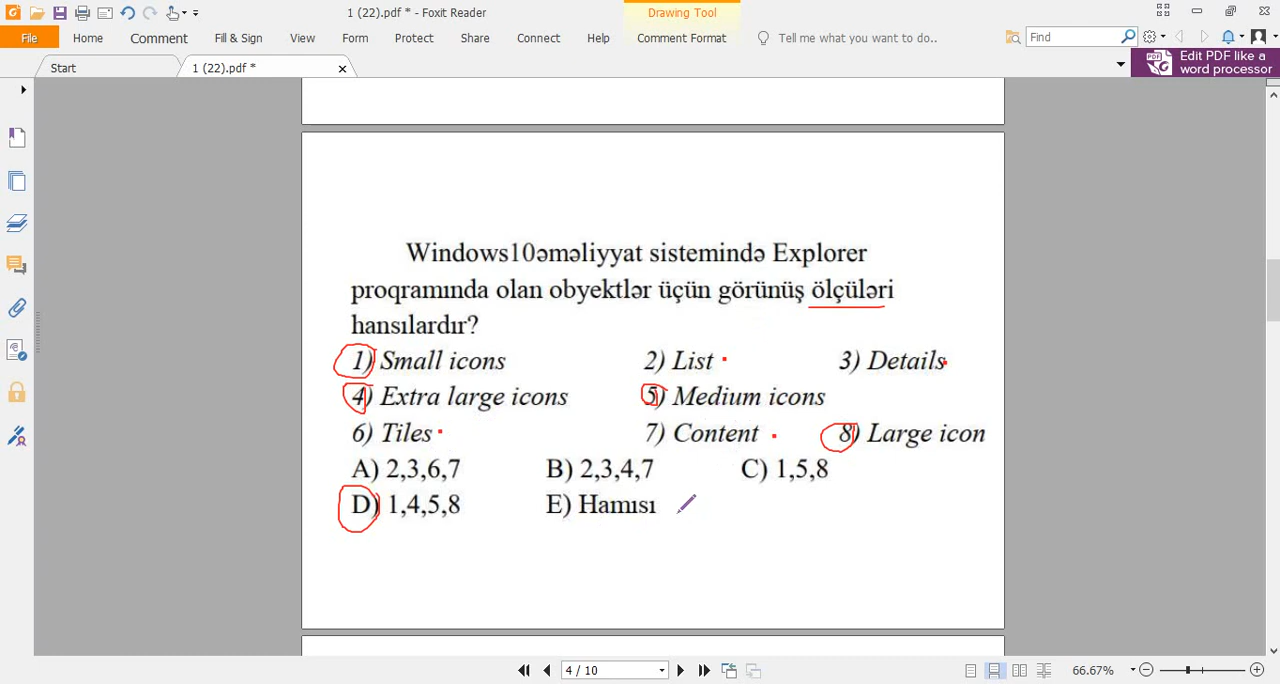 1 (22).pdf * - Foxit Reader
Drawing Tool
File Home Comment Fill & Sign View Form Protect Share Connect Help Comment Format Tell me what you want to do.. Find
Start 1 (22).pdf * Edit PDF like a
word processor
Windows10əməliyyat sistemində Explorer
proqramında olan obyektlər üçün görünüş ölçüləri
hansılardır?
1) Small icons 2) List 3) Details
4) Extra large icons 5) Medium icons
6) Tiles 7) Content 8) Large icon
A) 2,3,6,7 B) 2,3,4,7 C) 1,5,8
D) 1,4,5,8 E) Hamısı
4 / 10 66.67%